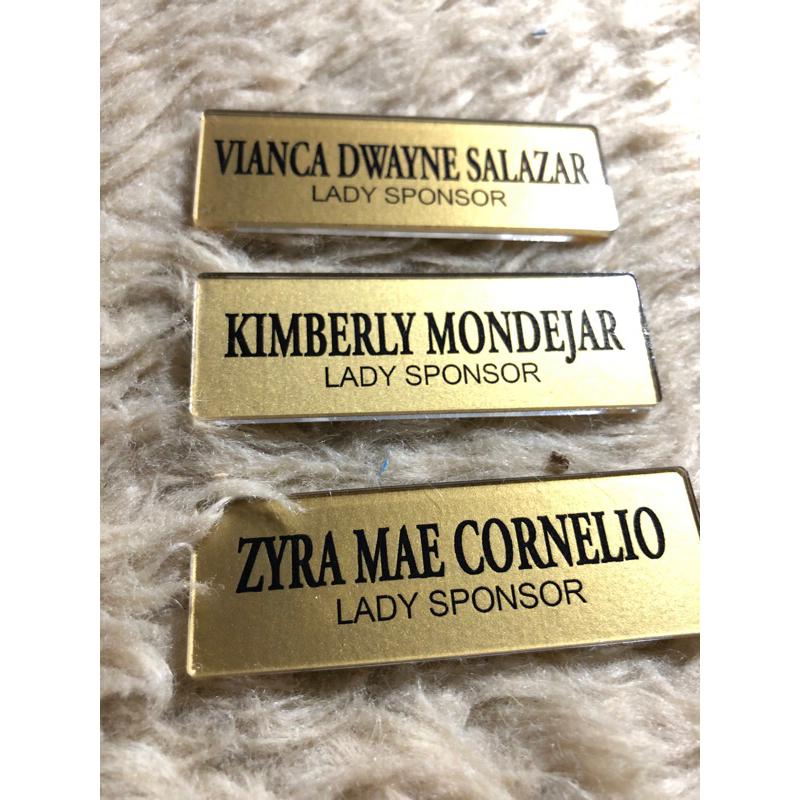 VIANCA DWAYNE SALAZAR
LADY SPONSOR
KIMBERLY MONDEJAR
LADY SPONSOR
ZYRA MAE CORNELIO
LADY SPONSOR